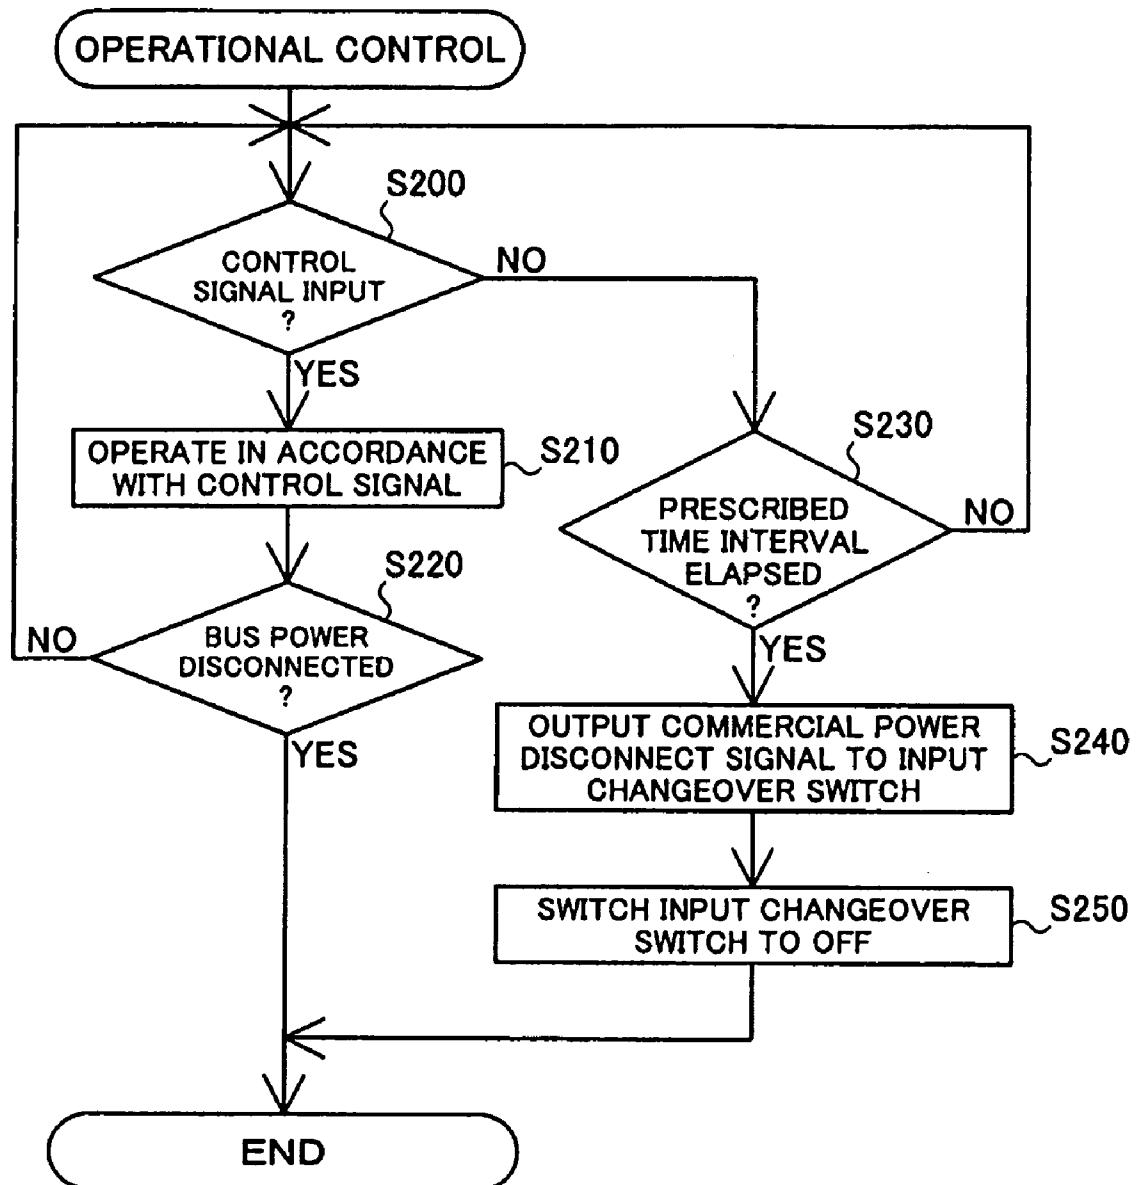 OPERATIONAL CONTROL
S200
CONTROL
SIGNAL INPUT
?
NO
YES
OPERATE IN ACCORDANCE
WITH CONTROL SIGNAL
S210
S230
PRESCRIBED
TIME INTERVAL
ELAPSED
?
NO
S220
NO
BUS POWER
DISCONNECTED
?
YES
YES
OUTPUT COMMERCIAL POWER
DISCONNECT SIGNAL TO INPUT
CHANGEOVER SWITCH
S240
SWITCH INPUT CHANGEOVER
SWITCH TO OFF
S250
END